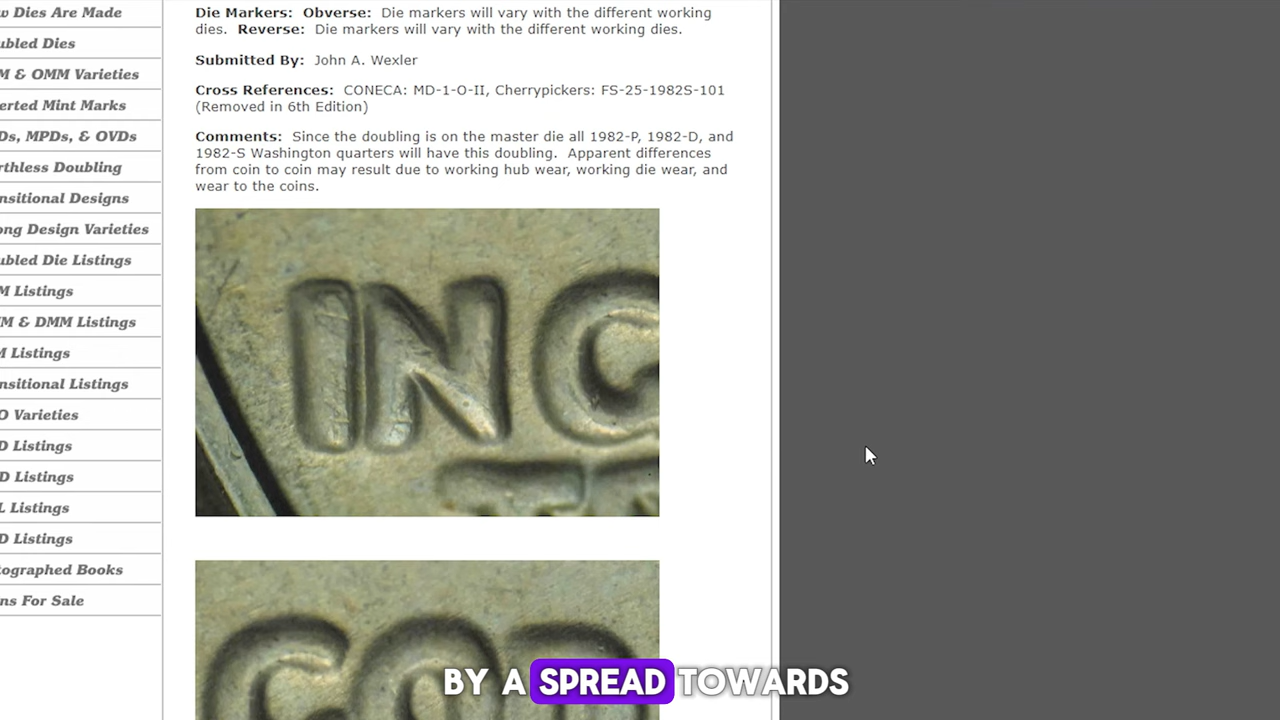 w Dies Are Made
ubled Dies
M & OMM Varieties
erted Mint Marks
Ds, MPDs, & OVDs
rthless Doubling
nsitional Designs
ong Design Varieties
ubled Die Listings
M Listings
M & DMM Listings
M Listings
nsitional Listings
O Varieties
D Listings
D Listings
L Listings
D Listings
tographed Books
ns For Sale
Die Markers: Obverse: Die markers will vary with the different working
dies. Reverse: Die markers will vary with the different working dies.
Submitted By: John A. Wexler
Cross References: CONECA: MD-1-O-II, Cherrypickers: FS-25-1982S-101
(Removed in 6th Edition)
Comments: Since the doubling is on the master die all 1982-P, 1982-D, and
1982-S Washington quarters will have this doubling. Apparent differences
from coin to coin may result due to working hub wear, working die wear, and
wear to the coins.
IN G
GOD
BY A SPREAD TOWARDS